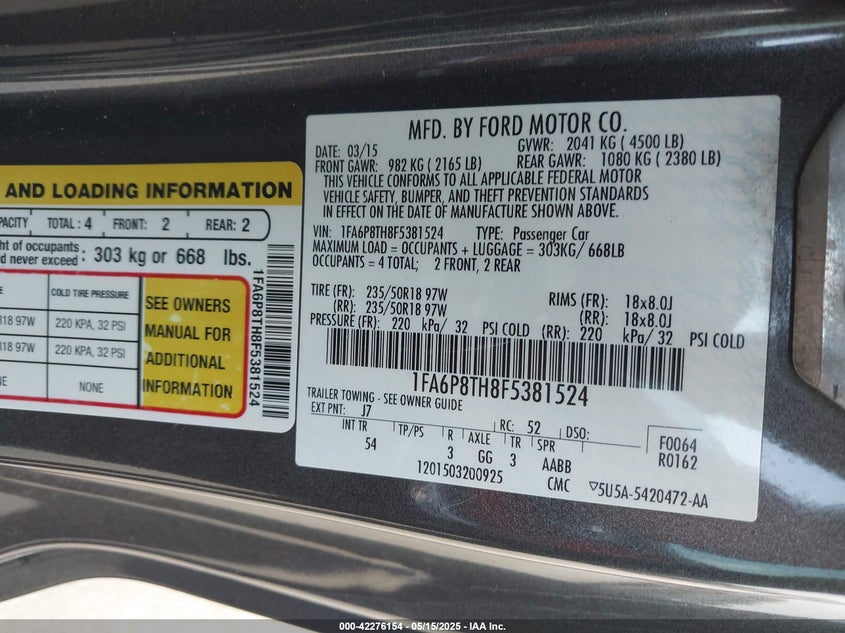 AND LOADING INFORMATION
TOTAL : 4 FRONT: 2 REAR: 2
of occupants
never exceed : 303 kg or 668 lbs.
COLD TIRE PRESSURE
97W 220 KPA, 32 PSI
97W 220 KPA, 32 PSI
NONE
SEE OWNERS
MANUAL FOR
ADDITIONAL
INFORMATION
1FA6P8TH8F5381524
MFD. BY FORD MOTOR CO.
DATE: 03/15 GVWR: 2041 KG ( 4500 LB)
FRONT GAWR: 982 KG ( 2165 LB) REAR GAWR: 1080 KG ( 2380 LB)
THIS VEHICLE CONFORMS TO ALL APPLICABLE FEDERAL MOTOR
VEHICLE SAFETY, BUMPER, AND THEFT PREVENTION STANDARDS
IN EFFECT ON THE DATE OF MANUFACTURE SHOWN ABOVE.
VIN: 1FA6P8TH8F5381524 TYPE: Passenger Car
MAXIMUM LOAD = OCCUPANTS + LUGGAGE = 303KG/ 668LB
OCCUPANTS = 4 TOTAL; 2 FRONT, 2 REAR
TIRE (FR): 235/50R18 97W RIMS (FR): 18x8.0J
(RR): 235/50R18 97W (RR): 18x8.0J
PRESSURE (FR): 220 kPa/ 32 PSI COLD (RR): 220 kPa/ 32 PSI COLD
1FA6P8TH8F5381524
TRAILER TOWING - SEE OWNER GUIDE
EXT PNT: J7 RC: 52 DSO:
INT TR TP/PS R AXLE TR SPR
54 3 GG 3 AABB
F0064
R0162
1201503200925 CMC ▽5U5A-5420472-AA
000-42276154 - 05/15/2025 - IAA Inc.